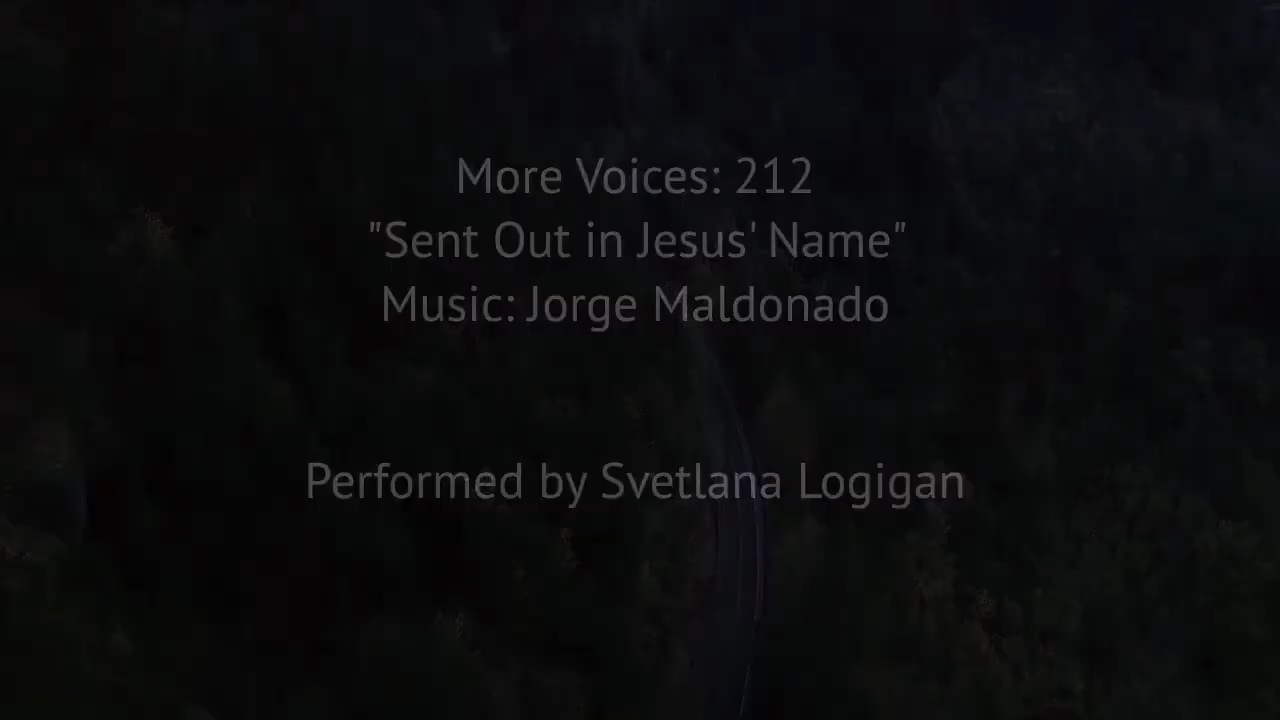 More Voices: 212
"Sent Out in Jesus' Name"
Music: Jorge Maldonado
Performed by Svetlana Logigan